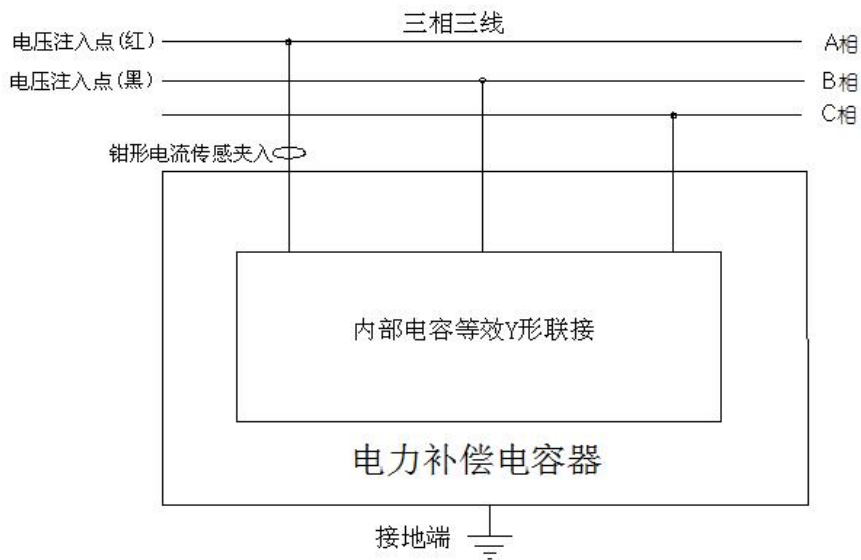 三相三线
电压注入点(红)
A相
电压注入点(黑)
B相
C相
钳形电流传感夹入
内部电容等效Y形联接
电力补偿电容器
接地端